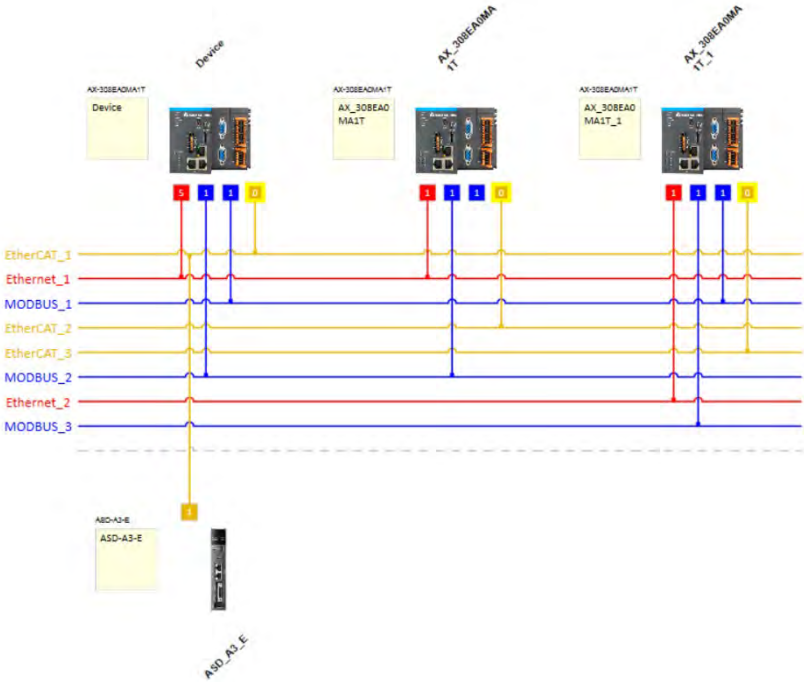 Device
AX_308EA0MA
1T
AX_308EA0MA
1T_1
AX-308EA0MA1T
Device
AX-308EA0MA1T
AX_308EA0
MA1T
AX-308EA0MA1T
AX_308EA0
MA1T_1
5
1
1
0
1
1
1
0
1
1
1
0
EtherCAT_1
Ethernet_1
MODBUS_1
EtherCAT_2
EtherCAT_3
MODBUS_2
Ethernet_2
MODBUS_3
1
ASD-A3-E
ASD-A3-E
ASD_A3_E